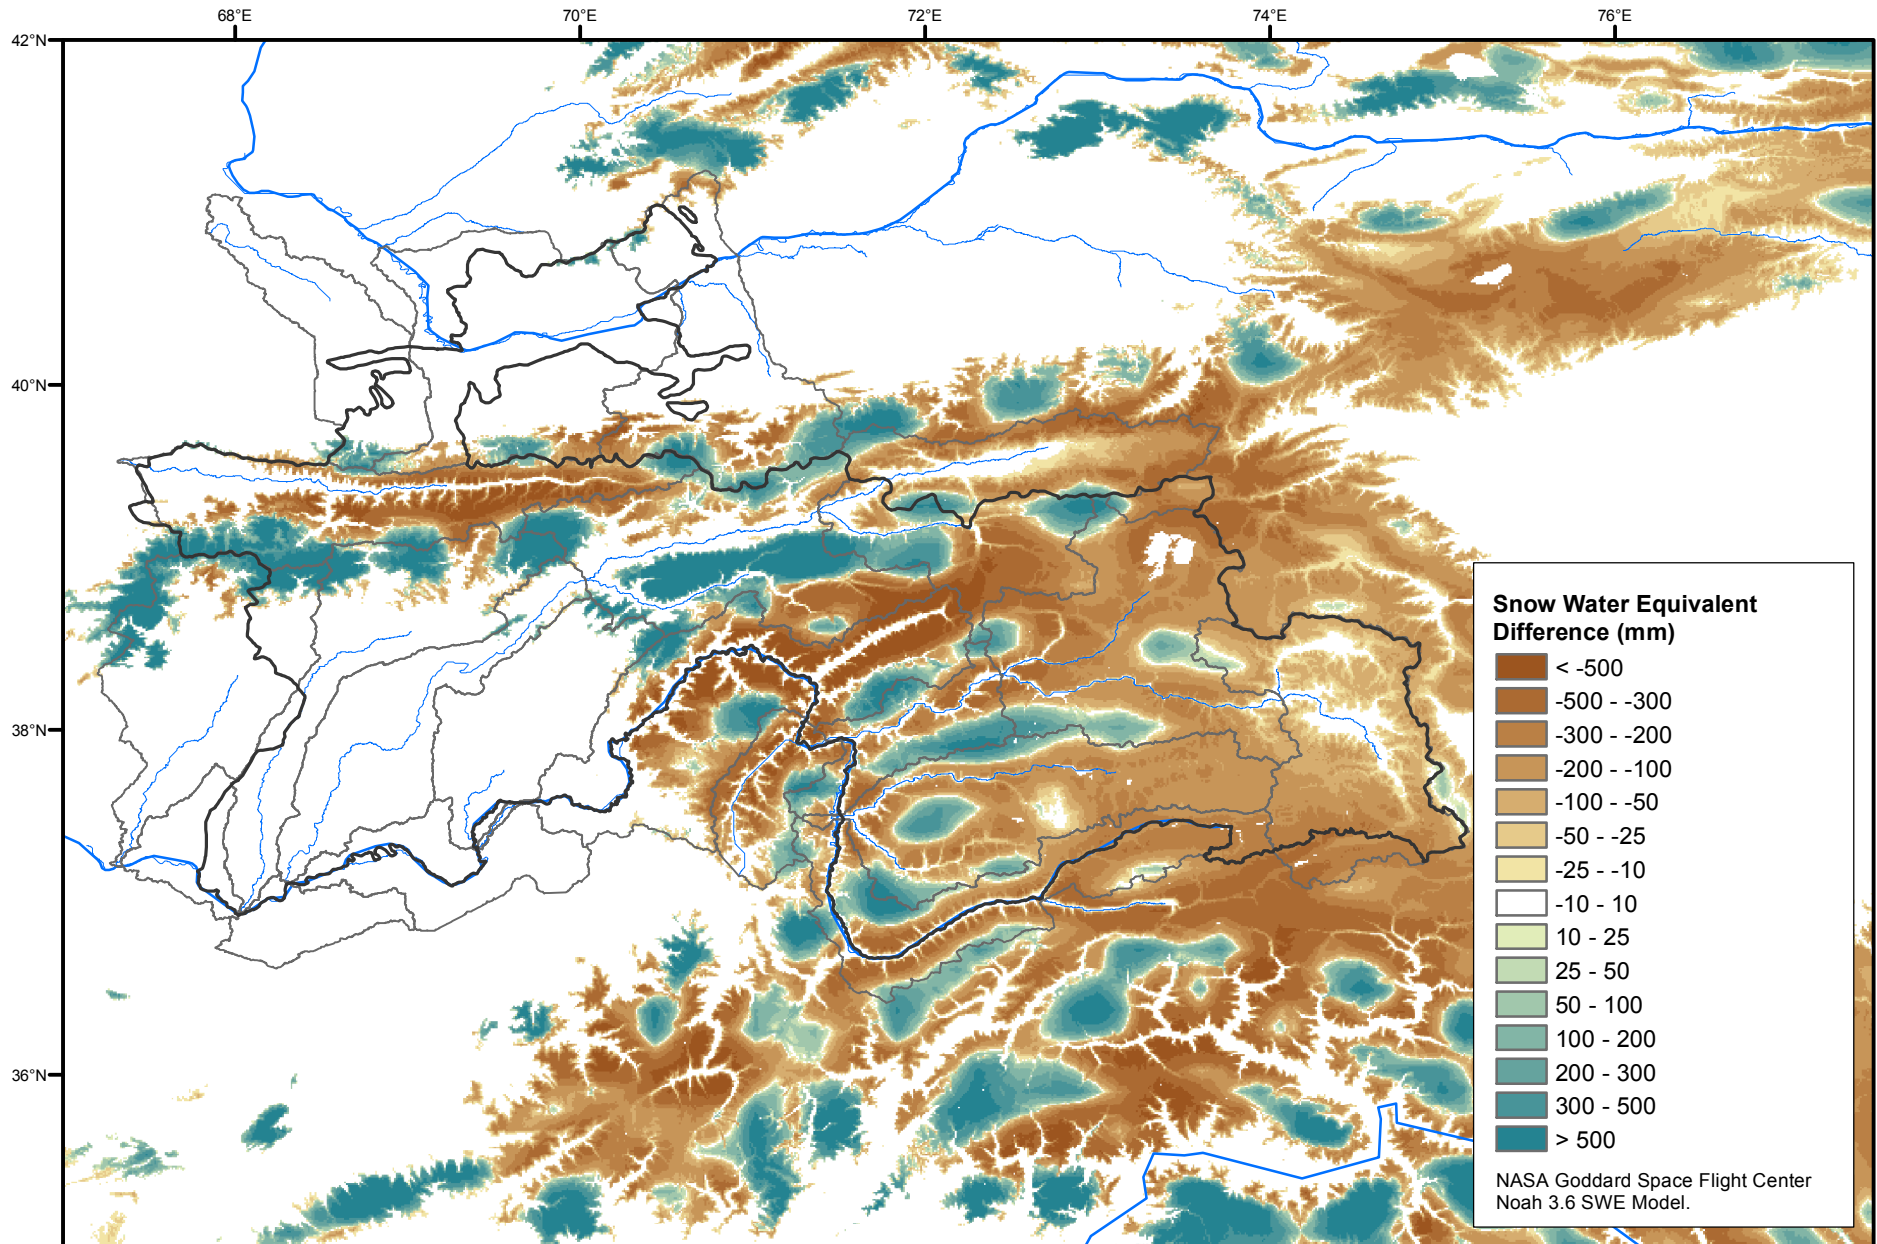 68°E
70°E
72°E
74°E
76°E
42°N
40°N
38°N
36°N
Snow Water Equivalent
Difference (mm)
< -500
-500 - -300
-300 - -200
-200 - -100
-100 - -50
-50 - -25
-25 - -10
-10 - 10
10 - 25
25 - 50
50 - 100
100 - 200
200 - 300
300 - 500
> 500
NASA Goddard Space Flight Center
Noah 3.6 SWE Model.